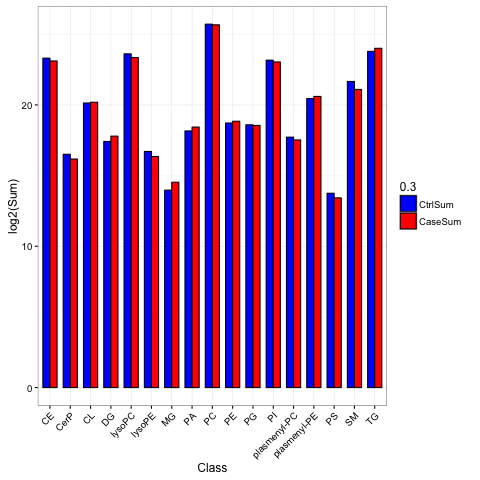 log2(Sum)
20
10
0
CE
CerP
CL
DG
lysoPC
lysoPE
MG
PA
PC
PE
PG
PI
plasmenyl-PC
plasmenyl-PE
PS
SM
TG
Class
0.3
CtrlSum
CaseSum